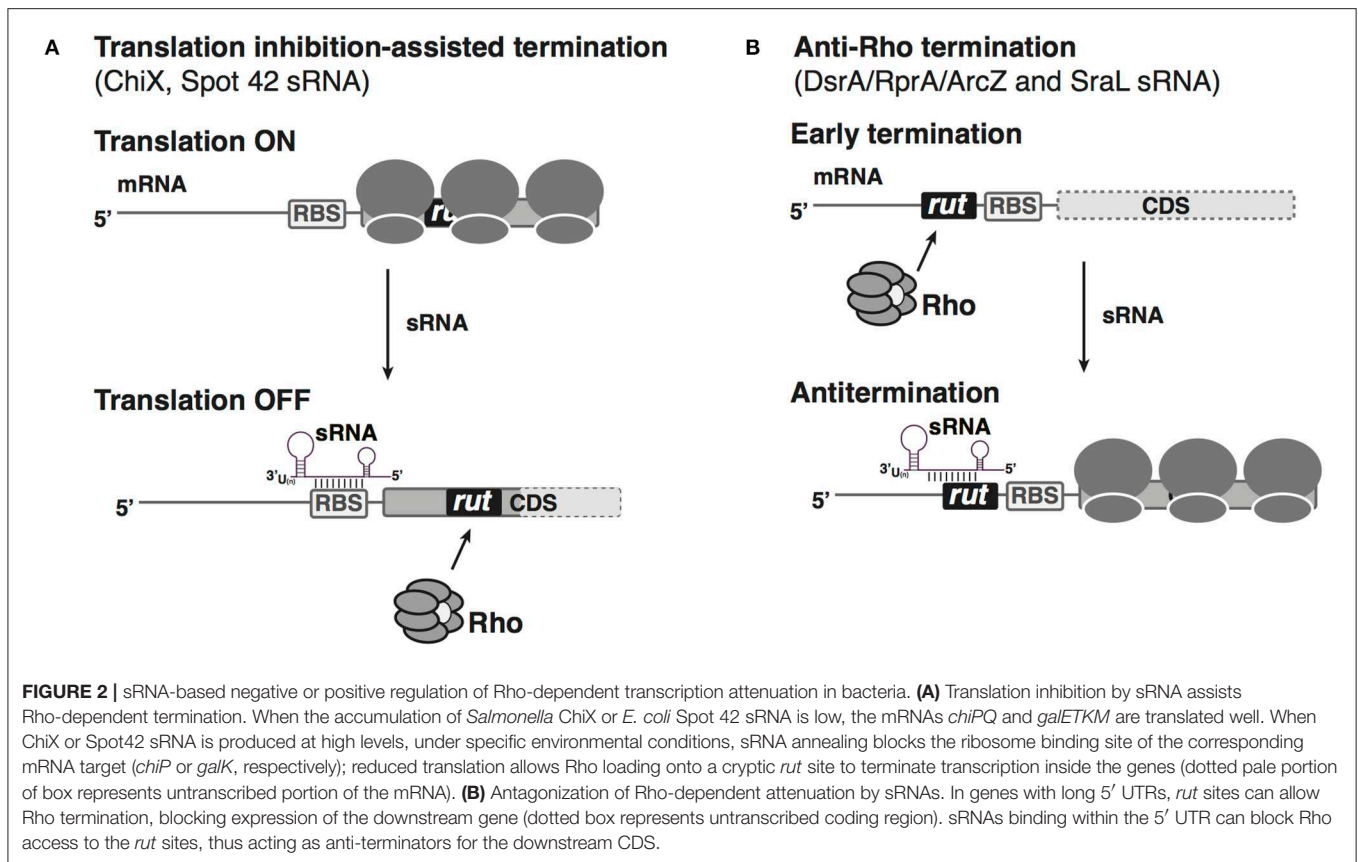 A Translation inhibition-assisted termination
(ChiX, Spot 42 sRNA)
Translation ON
mRNA
5′ RBS ru
sRNA
Translation OFF
sRNA
3′U(n) 5′
5′ RBS rut CDS
Rho
B Anti-Rho termination
(DsrA/RprA/ArcZ and SraL sRNA)
Early termination
mRNA
5′ rut RBS CDS
Rho
sRNA
Antitermination
sRNA
3′U(n) 5′
5′ rut RBS
FIGURE 2 | sRNA-based negative or positive regulation of Rho-dependent transcription attenuation in bacteria. (A) Translation inhibition by sRNA assists
Rho-dependent termination. When the accumulation of Salmonella ChiX or E. coli Spot 42 sRNA is low, the mRNAs chiPQ and galETKM are translated well. When
ChiX or Spot42 sRNA is produced at high levels, under specific environmental conditions, sRNA annealing blocks the ribosome binding site of the corresponding
mRNA target (chiP or galK, respectively); reduced translation allows Rho loading onto a cryptic rut site to terminate transcription inside the genes (dotted pale portion
of box represents untranscribed portion of the mRNA). (B) Antagonization of Rho-dependent attenuation by sRNAs. In genes with long 5′ UTRs, rut sites can allow
Rho termination, blocking expression of the downstream gene (dotted box represents untranscribed coding region). sRNAs binding within the 5′ UTR can block Rho
access to the rut sites, thus acting as anti-terminators for the downstream CDS.